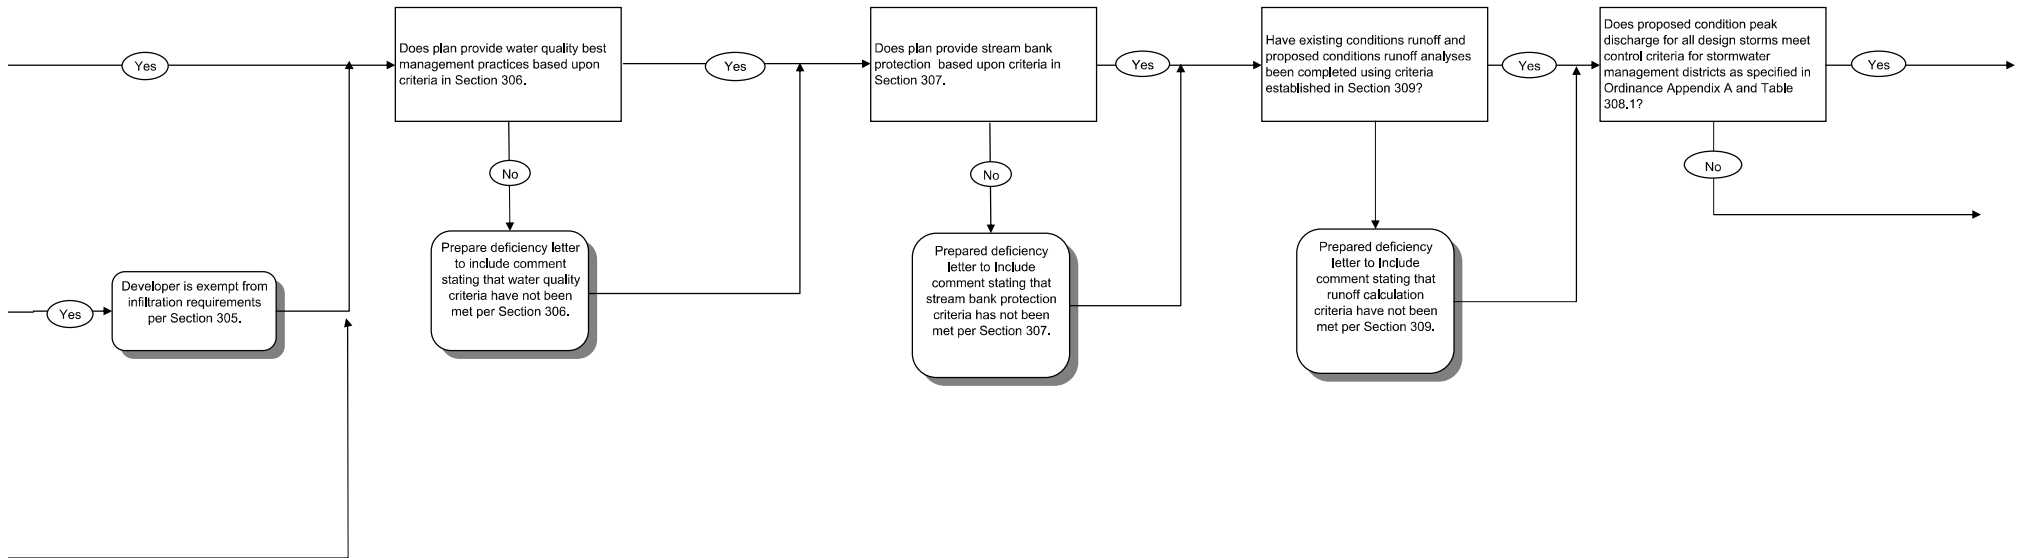 Yes
Does plan provide water quality best
management practices based upon
criteria in Section 306.
Yes
Does plan provide stream bank
protection  based upon criteria in
Section 307.
Yes
Have existing conditions runoff and
proposed conditions runoff analyses
been completed using criteria
established in Section 309?
Yes
Does proposed condition peak
discharge for all design storms meet
control criteria for stormwater
management districts as specified in
Ordinance Appendix A and Table
308.1?
Yes
No
No
No
Yes
Developer is exempt from
infiltration requirements
per Section 305.
Prepare deficiency letter
to include comment
stating that water quality
criteria have not been
met per Section 306.
Prepared deficiency
letter to Include
comment stating that
stream bank protection
criteria has not been
met per Section 307.
Prepared deficiency
letter to Include
comment stating that
runoff calculation
criteria have not been
met per Section 309.